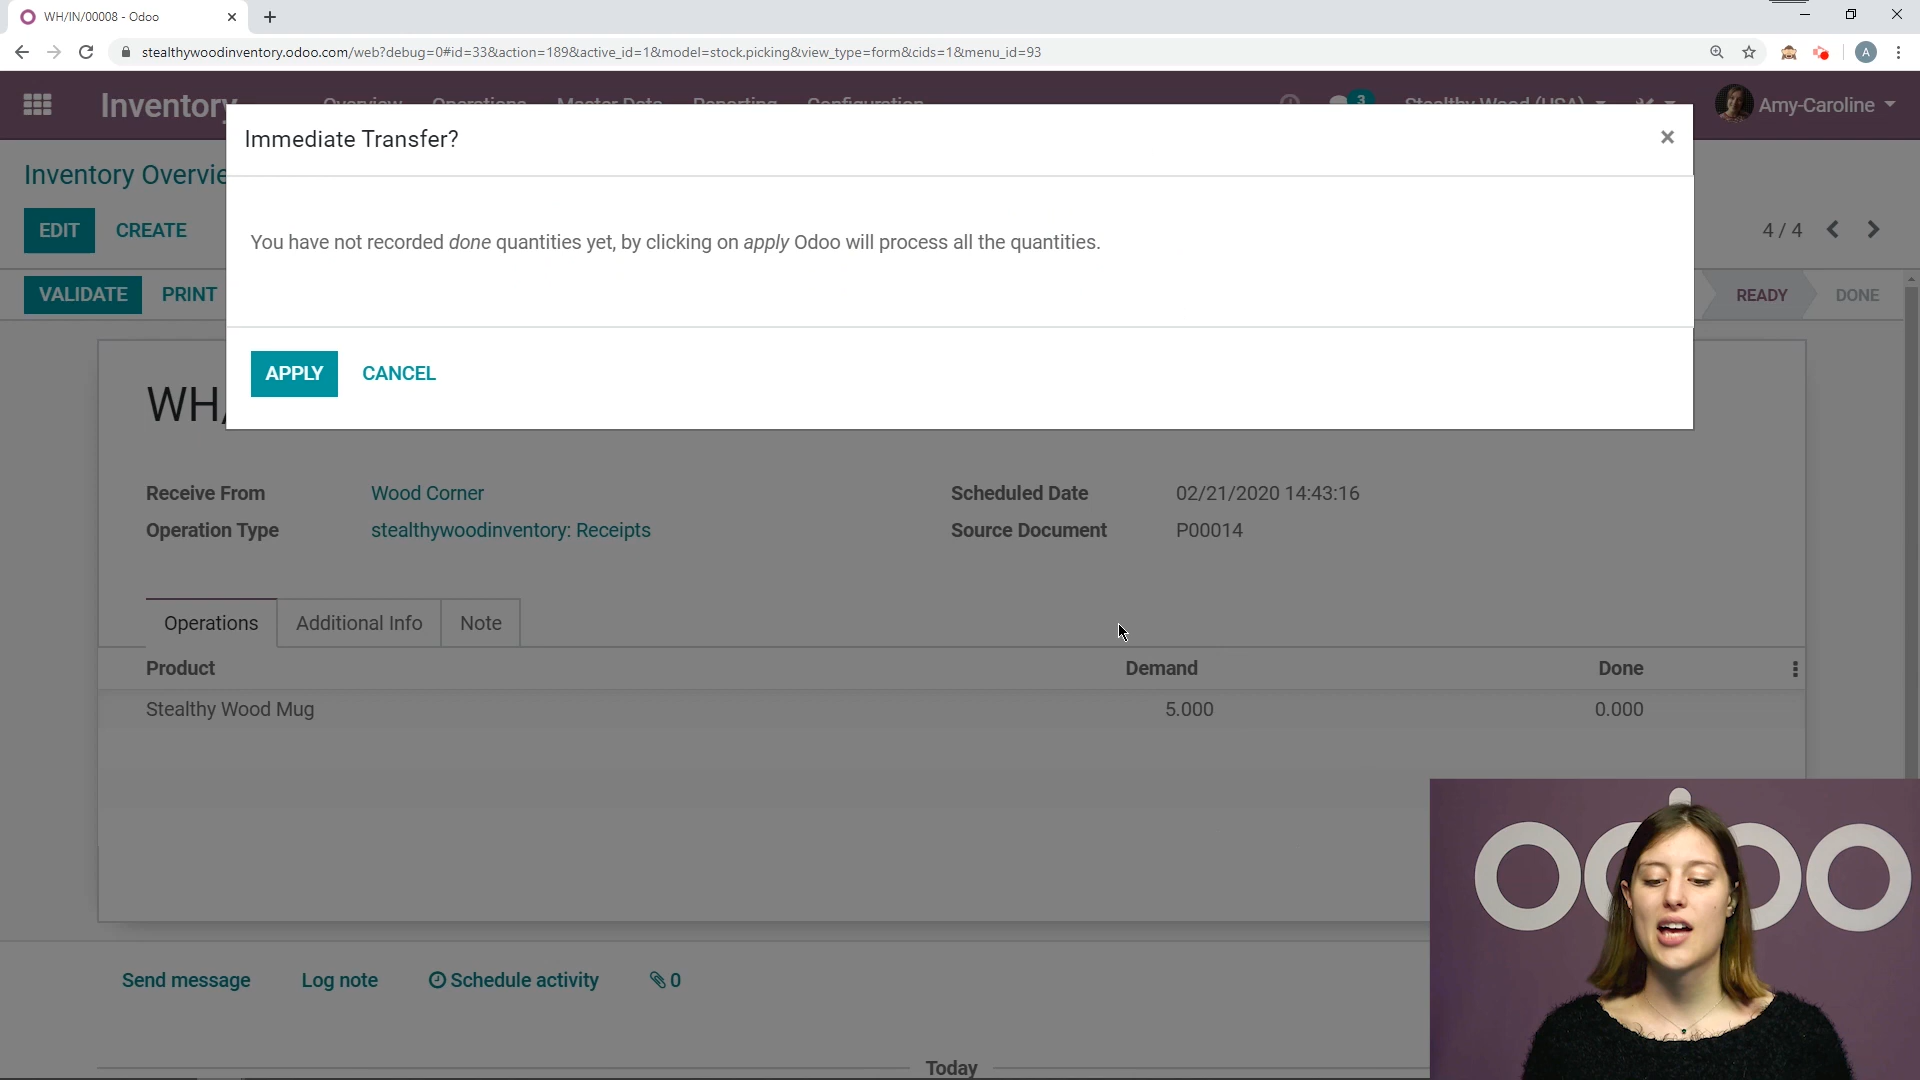 WH/IN/00008 - Odoo
stealthywoodinventory.odoo.com/web?debug=0#id=33&action=189&active_id=1&model=stock.picking&view_type=form&cids=1&menu_id=93
A
Inventory Overview Operations Master Data Reporting Configuration 3 Stealthy Wood (USA) Amy-Caroline
Immediate Transfer?
Inventory Overvie
You have not recorded done quantities yet, by clicking on apply Odoo will process all the quantities.
EDIT CREATE 4 / 4
VALIDATE PRINT READY DONE
APPLY CANCEL
WH/
Receive From Wood Corner Scheduled Date 02/21/2020 14:43:16
Operation Type stealthywoodinventory: Receipts Source Document P00014
Operations Additional Info Note
Product Demand Done
Stealthy Wood Mug 5.000 0.000
odoo
Send message Log note Schedule activity 0
Today